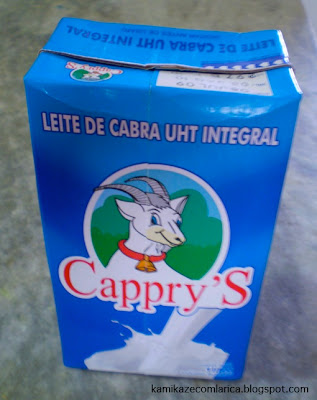 LEITE DE CABRA UHT INTEGRAL
LEITE DE CABRA UHT INTEGRAL
Cappry'S
kamikazecomlarica.blogspot.com